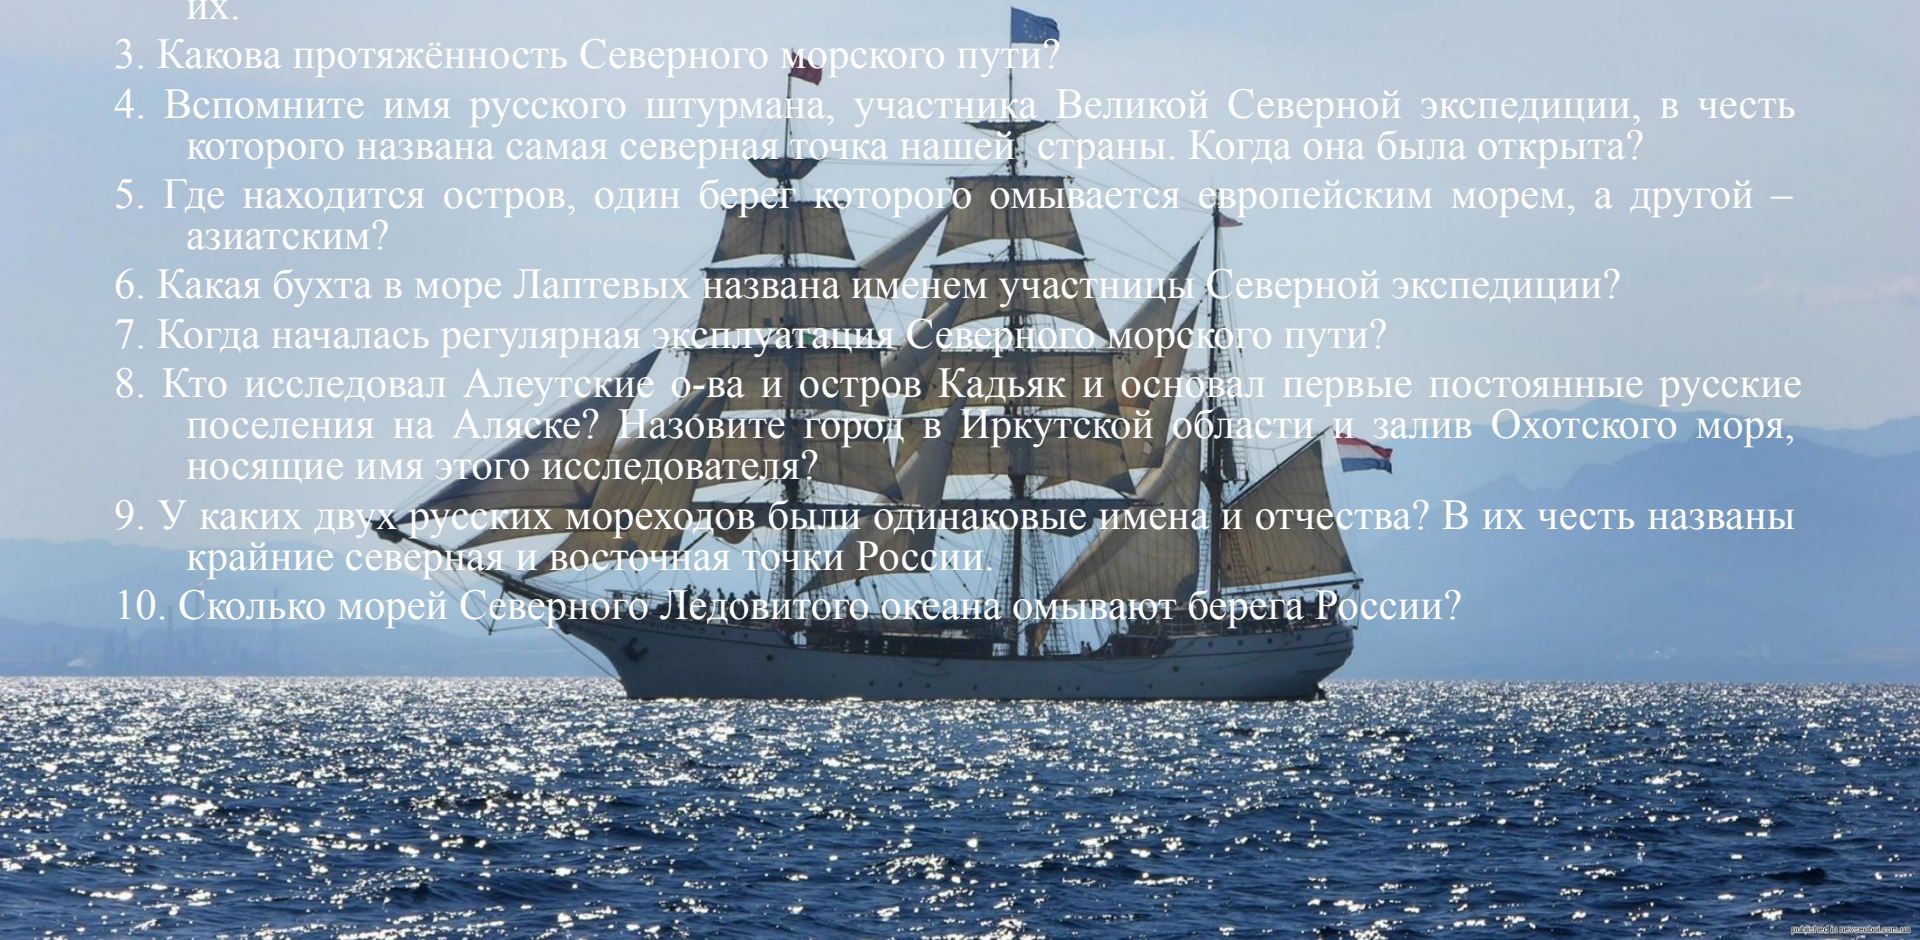 их.
3. Какова протяжённость Северного морского пути?
4. Вспомните имя русского штурмана, участника Великой Северной экспедиции, в честь
которого названа самая северная точка нашей страны. Когда она была открыта?
5. Где находится остров, один берег которого омывается европейским морем, а другой –
азиатским?
6. Какая бухта в море Лаптевых названа именем участницы Северной экспедиции?
7. Когда началась регулярная эксплуатация Северного морского пути?
8. Кто исследовал Алеутские о-ва и остров Кадьяк и основал первые постоянные русские
поселения на Аляске? Назовите город в Иркутской области и залив Охотского моря,
носящие имя этого исследователя?
9. У каких двух русских мореходов были одинаковые имена и отчества? В их честь названы
крайние северная и восточная точки России.
10. Сколько морей Северного Ледовитого океана омывают берега России?
published in nevseoboi.com.ua